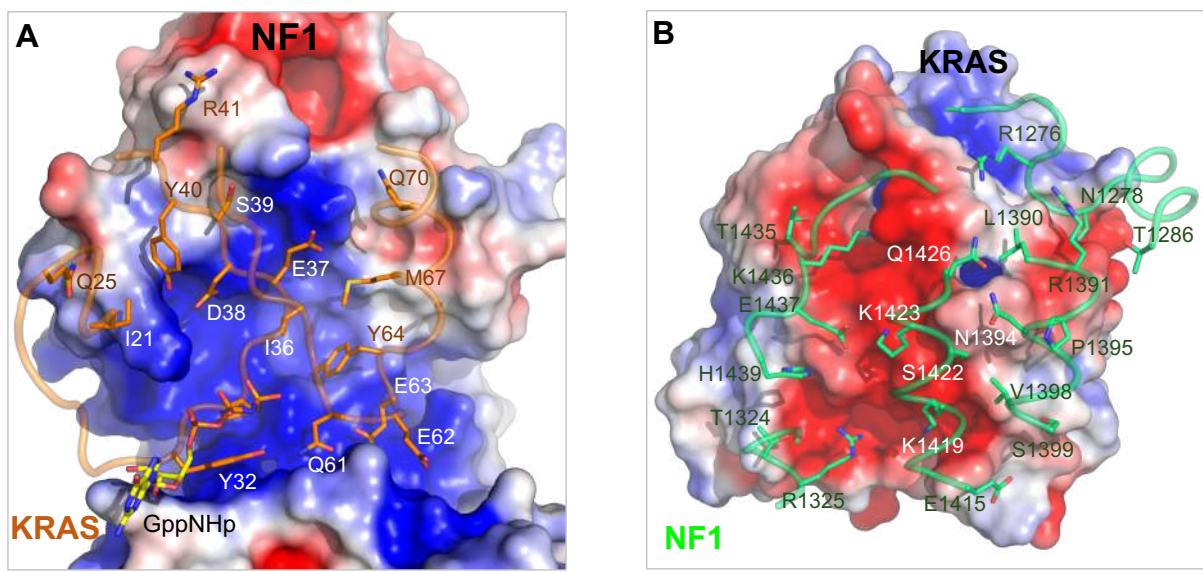 A
NF1
R41
Y40
Q70
S39
E37
Q25
M67
D38
I21
I36
Y64
E63
E62
Q61
Y32
GppNHp
KRAS
B
KRAS
R1276
N1278
L1390
T1286
T1435
Q1426
K1436
R1391
E1437
K1423
N1394
P1395
H1439
S1422
V1398
T1324
K1419
S1399
R1325
E1415
NF1